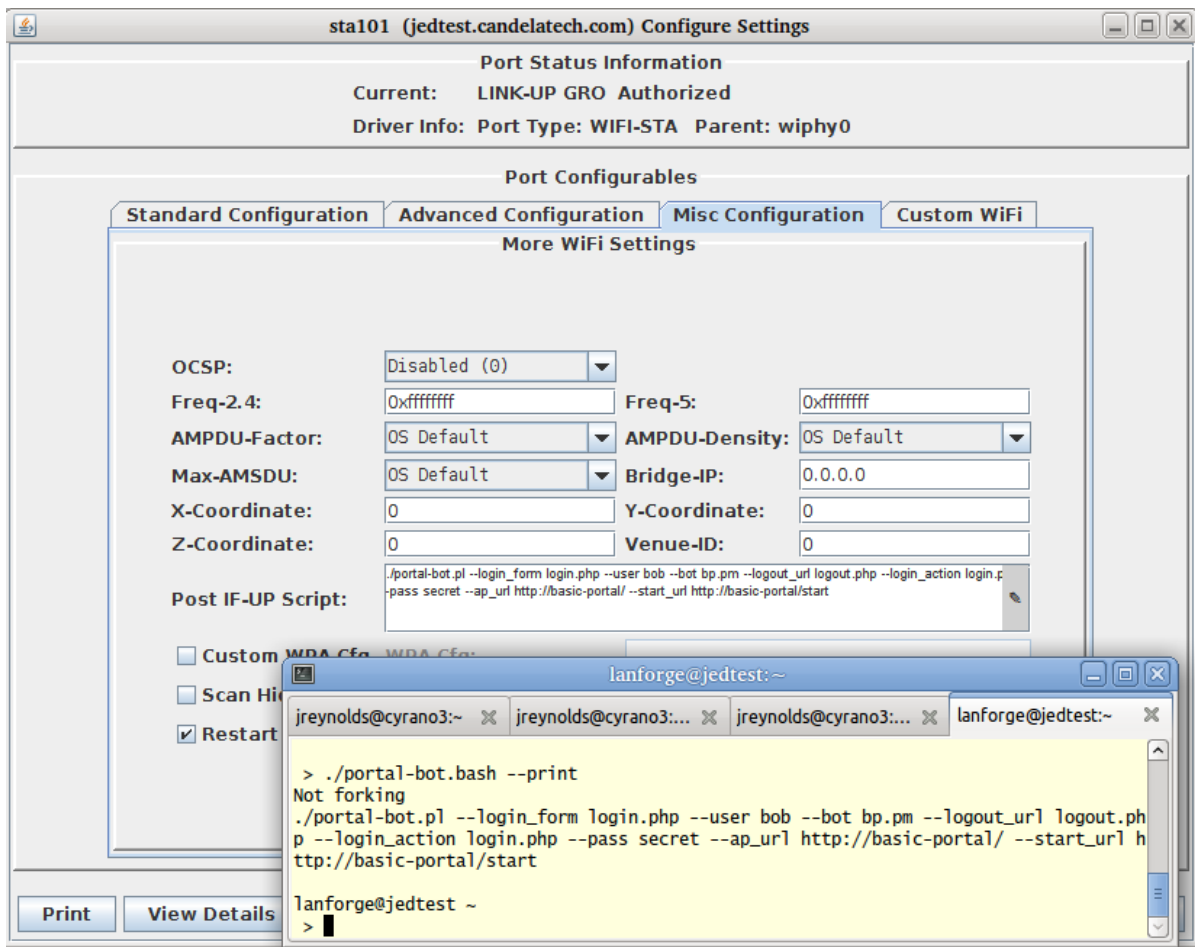 sta101 (jedtest.candelatech.com) Configure Settings
Port Status Information
Current: LINK-UP GRO Authorized
Driver Info: Port Type: WIFI-STA Parent: wiphy0
Port Configurables
Standard Configuration Advanced Configuration Misc Configuration Custom WiFi
More WiFi Settings
OCSP: Disabled (0)
Freq-2.4: 0xffffffff Freq-5: 0xffffffff
AMPDU-Factor: OS Default AMPDU-Density: OS Default
Max-AMSDU: OS Default Bridge-IP: 0.0.0.0
X-Coordinate: 0 Y-Coordinate: 0
Z-Coordinate: 0 Venue-ID: 0
./portal-bot.pl --login_form login.php --user bob --bot bp.pm --logout_url logout.php --login_action login.p
Post IF-UP Script: -pass secret --ap_url http://basic-portal/ --start_url http://basic-portal/start
Custom WPA Cfg WPA Cfg:
lanforge@jedtest:~
Scan Hi
jreynolds@cyrano3:~ jreynolds@cyrano3:... jreynolds@cyrano3:... lanforge@jedtest:~
Restart
> ./portal-bot.bash --print
Not forking
./portal-bot.pl --login_form login.php --user bob --bot bp.pm --logout_url logout.ph
p --login_action login.php --pass secret --ap_url http://basic-portal/ --start_url h
ttp://basic-portal/start
lanforge@jedtest ~
>
Print View Details